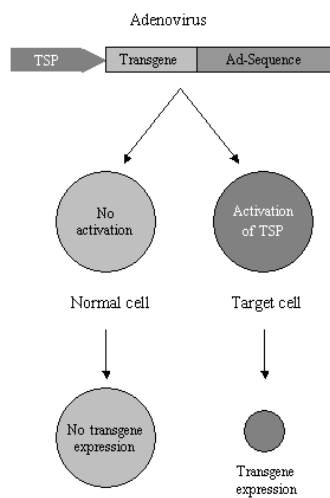 Adenovirus
TSP Transgene Ad-Sequence
No
activation
Activation
of TSP
Normal cell
Target cell
No transgene
expression
Transgene
expression